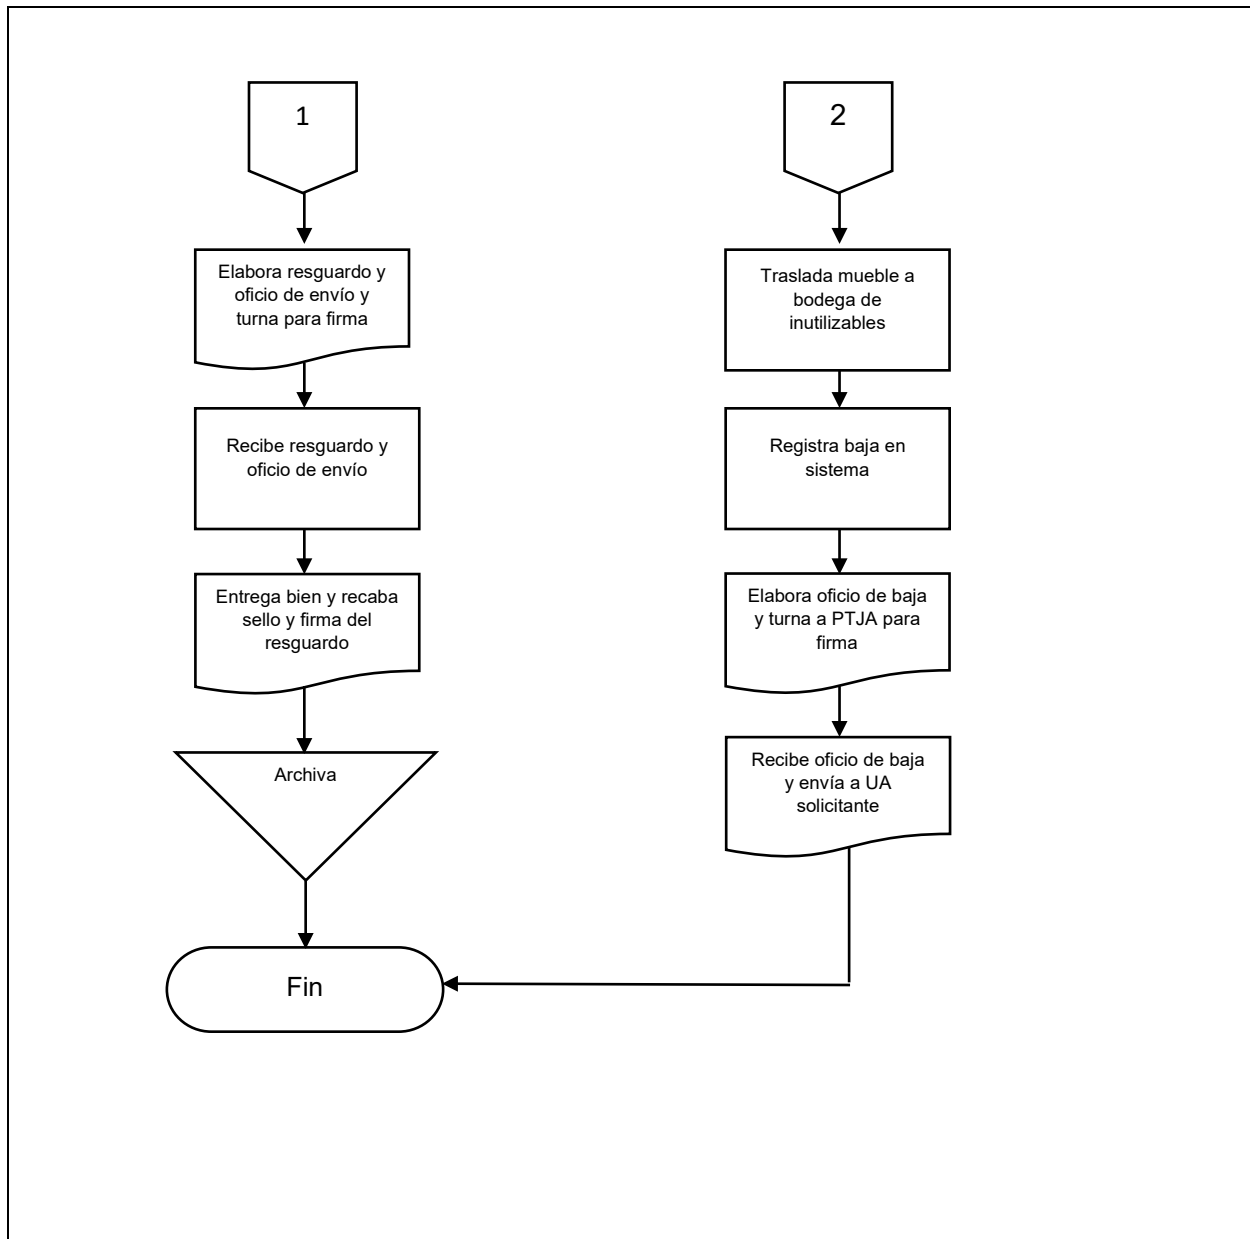 1
Elabora resguardo y
oficio de envío y
turna para firma
Recibe resguardo y
oficio de envío
Entrega bien y recaba
sello y firma del
resguardo
Archiva
Fin
2
Traslada mueble a
bodega de
inutilizables
Registra baja en
sistema
Elabora oficio de baja
y turna a PTJA para
firma
Recibe oficio de baja
y envía a UA
solicitante